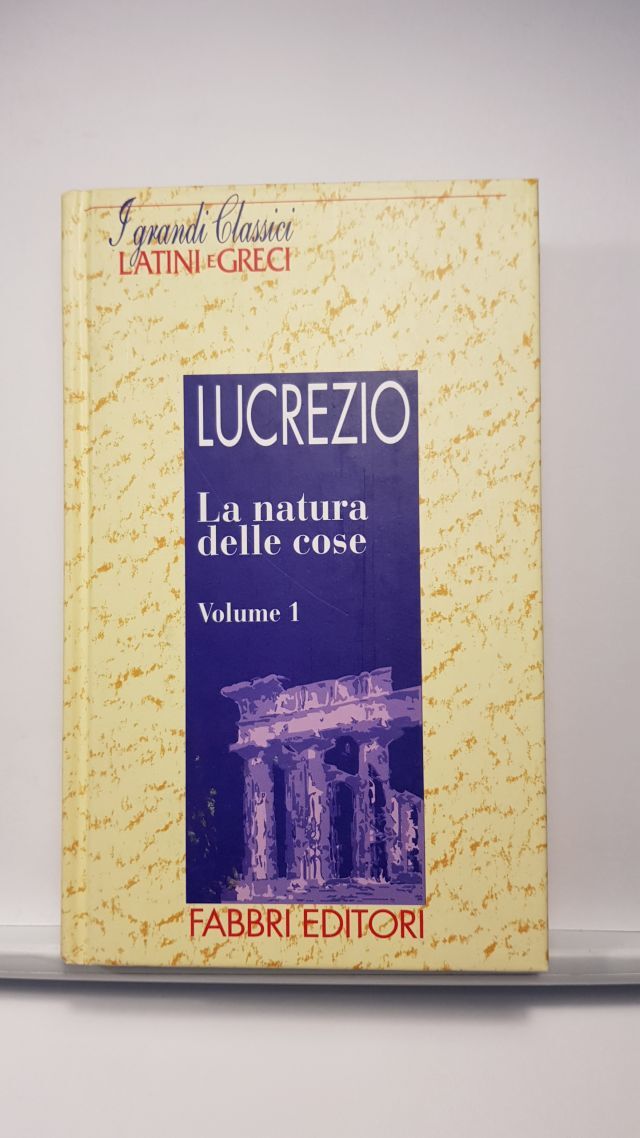 I grandi Classici
LATINI E GRECI
LUCREZIO
La natura
delle cose
Volume 1
FABBRI EDITORI